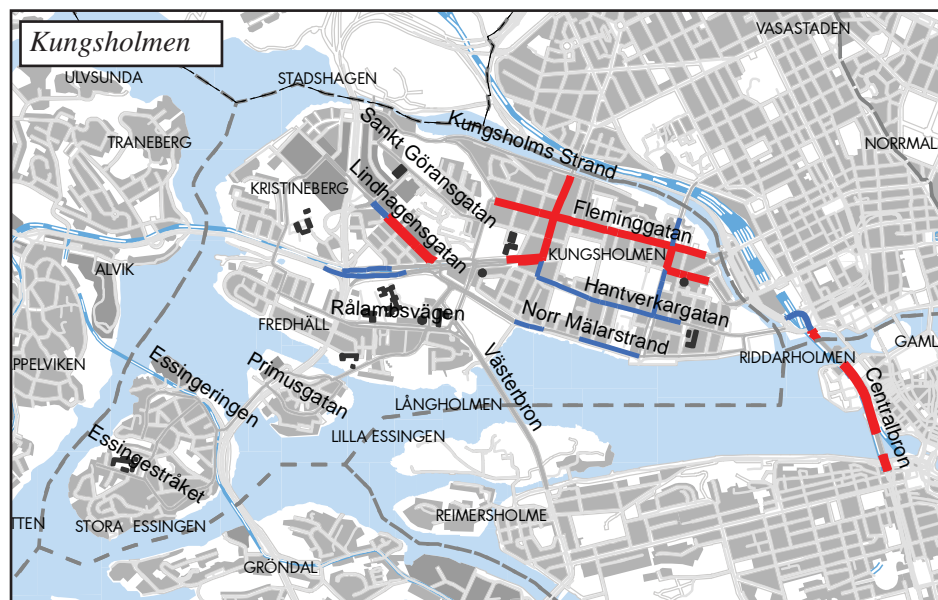 Kungsholmen
VASASTADEN
ULVSUNDA
STADSHAGEN
Kungsholms Strand
TRANEBERG
Sankt Göransgatan
NORRMAL
KRISTINEBERG
Lindhagensgatan
Fleminggatan
KUNGSHOLMEN
ALVIK
Hantverkargatan
Rålambsvägen
Norr Mälarstrand
FREDHÄLL
GAML
RIDDARHOLMEN
PPELVIKEN
Essingeringen
Primusgatan
Västerbron
Centralbron
LÅNGHOLMEN
LILLA ESSINGEN
Essingestråket
REIMERSHOLME
TTEN
STORA ESSINGEN
GRÖNDAL